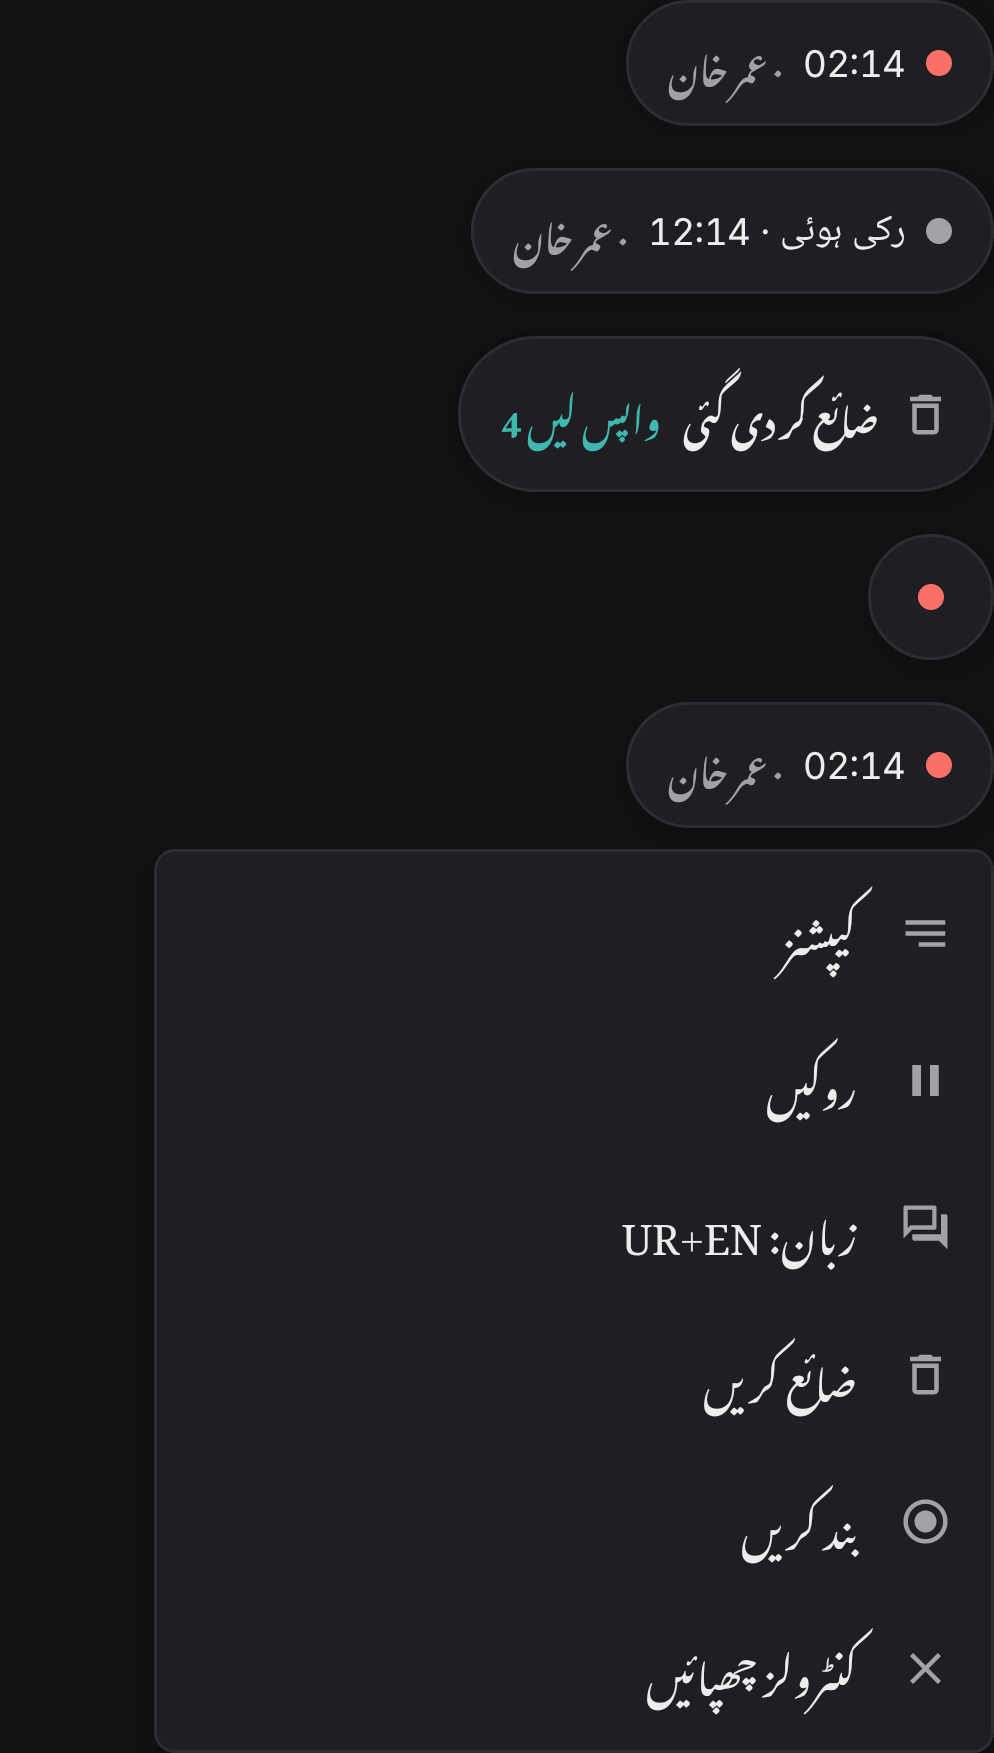 02:14 · عمر خان
رکی ہوئی · 12:14 · عمر خان
ضائع کر دی گئی واپس لیں 4
02:14 · عمر خان
کیپشنز
روکیں
زبان: UR+EN
ضائع کریں
بند کریں
کنٹرولز چھپائیں